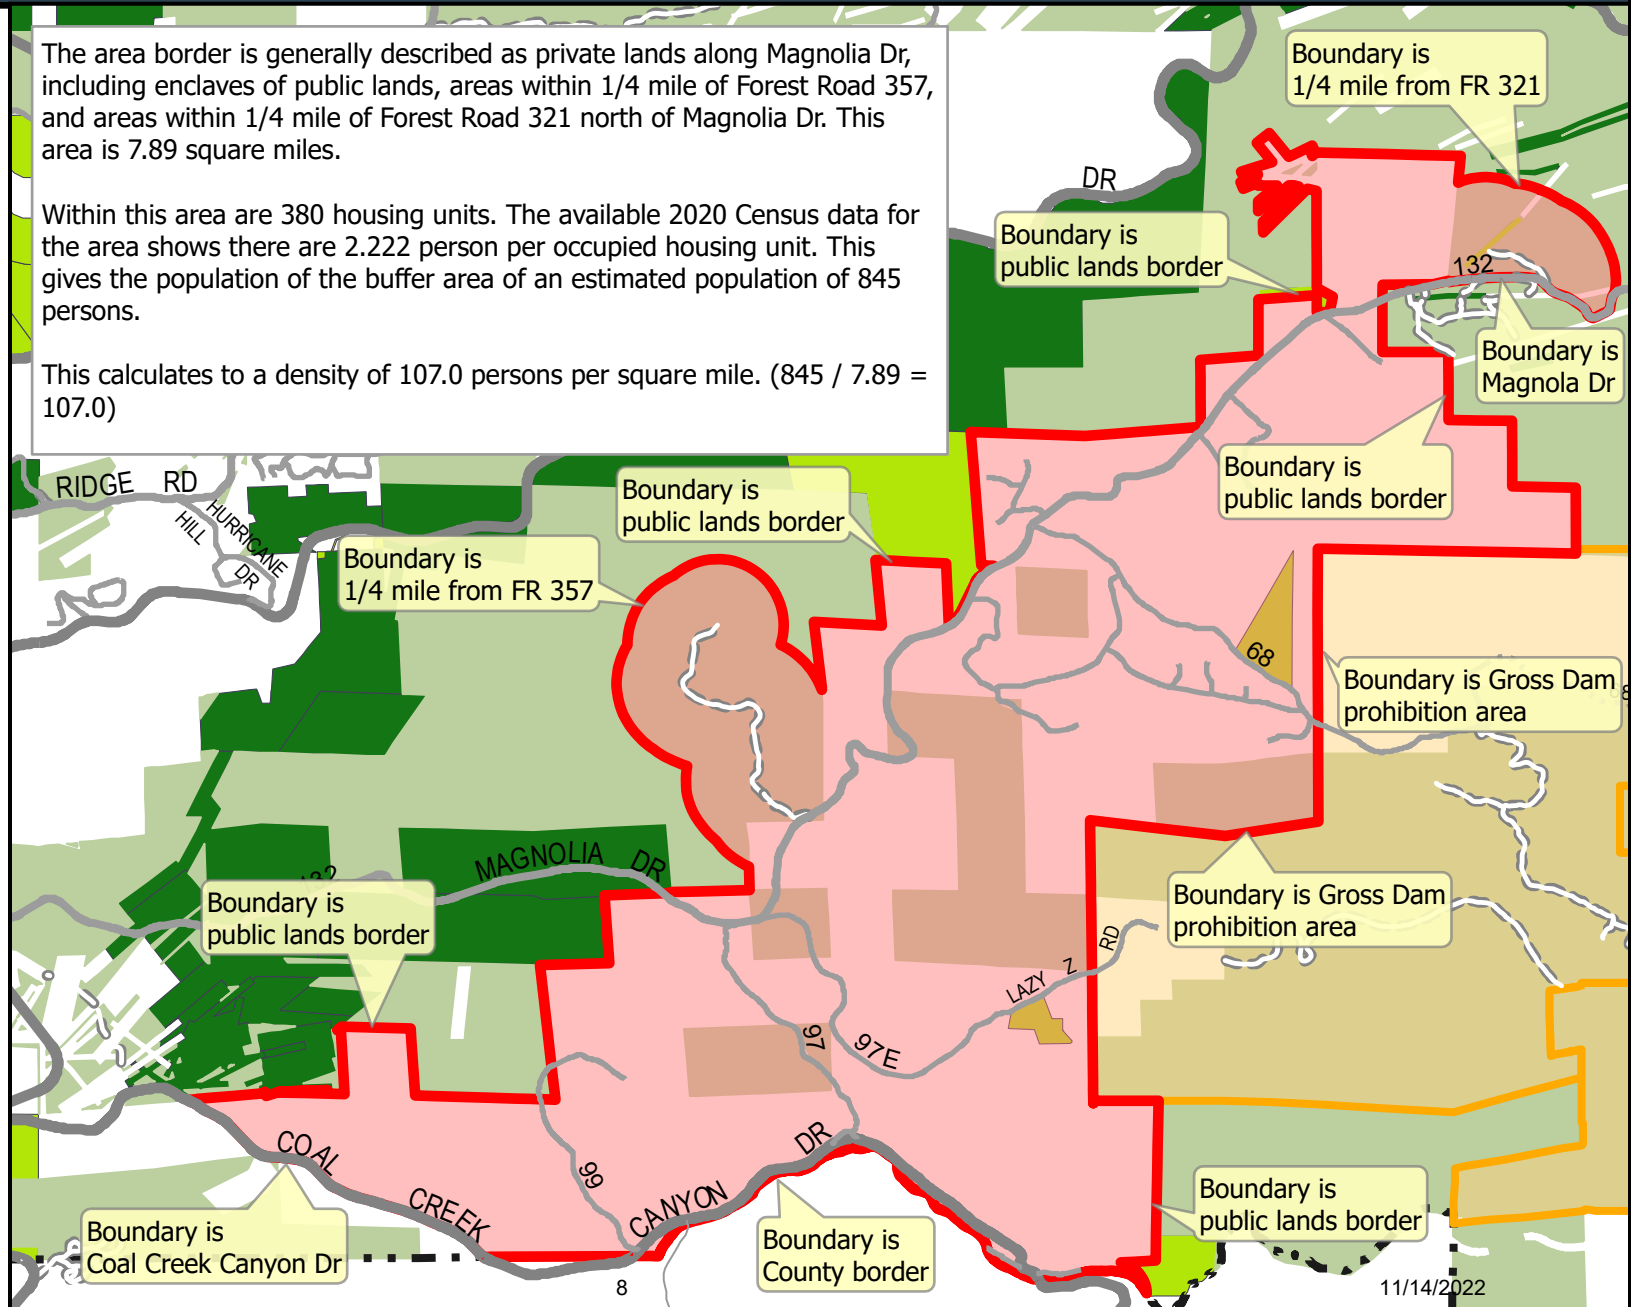 The area border is generally described as private lands along Magnolia Dr,
including enclaves of public lands, areas within 1/4 mile of Forest Road 357,
and areas within 1/4 mile of Forest Road 321 north of Magnolia Dr. This
area is 7.89 square miles.
Within this area are 380 housing units. The available 2020 Census data for
the area shows there are 2.222 person per occupied housing unit. This
gives the population of the buffer area of an estimated population of 845
persons.
This calculates to a density of 107.0 persons per square mile. (845 / 7.89 =
107.0)
Boundary is
1/4 mile from FR 321
DR
Boundary is
public lands border
132
Boundary is
Magnola Dr
Boundary is
public lands border
RIDGE RD
HURRICANE
HILL
DR
Boundary is
public lands border
Boundary is
1/4 mile from FR 357
68
Boundary is Gross Dam
prohibition area
MAGNOLIA DR
132
Boundary is
public lands border
Boundary is Gross Dam
prohibition area
LAZY Z RD
97
97E
99
COAL CREEK CANYON DR
Boundary is
public lands border
Boundary is
Coal Creek Canyon Dr
Boundary is
County border
8
11/14/2022